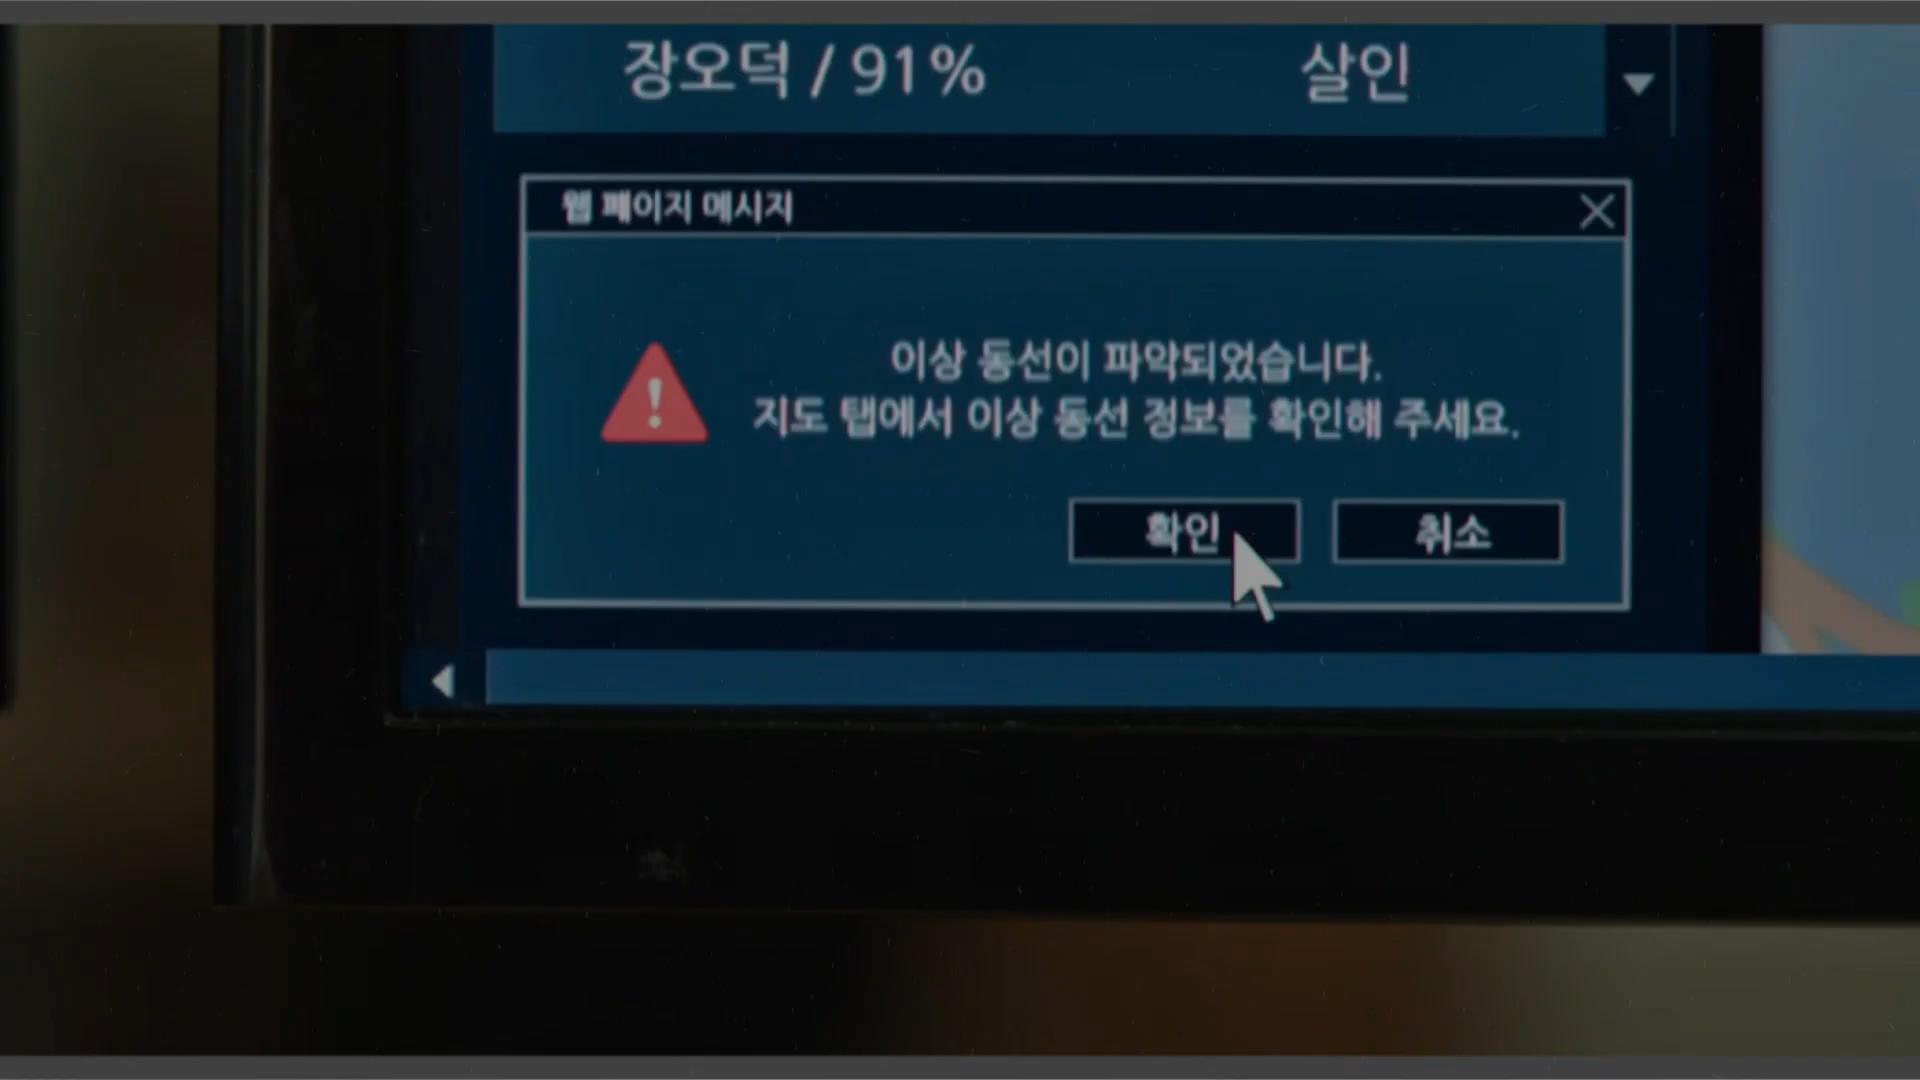 장오덕 / 91% 살인
웹 페이지 메시지
이상 동선이 파악되었습니다.
지도 탭에서 이상 동선 정보를 확인해 주세요.
확인 취소